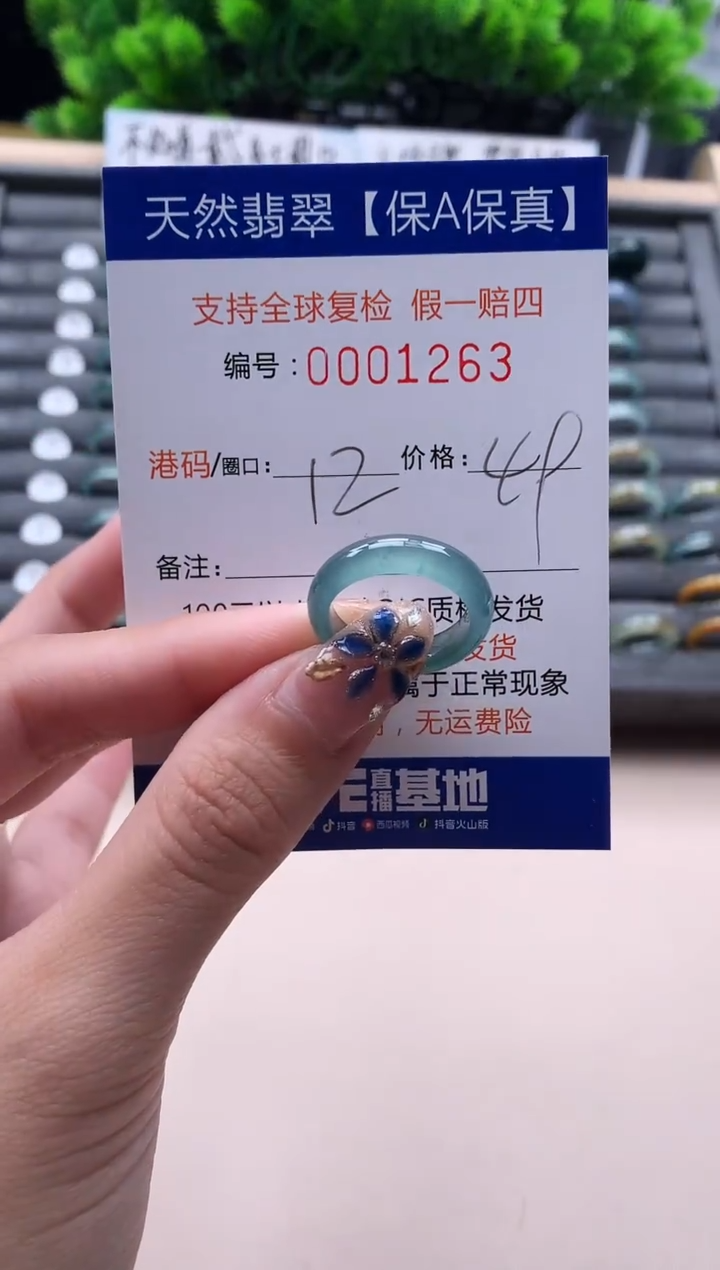 天然翡翠【保A保真】
支持全球复检 假一赔四
编号：0001263
港码/圈口：12 价格：49
备注：
质检发货
发货
属于正常现象
，无运费险
直播基地
抖音 西瓜视频 抖音火山版